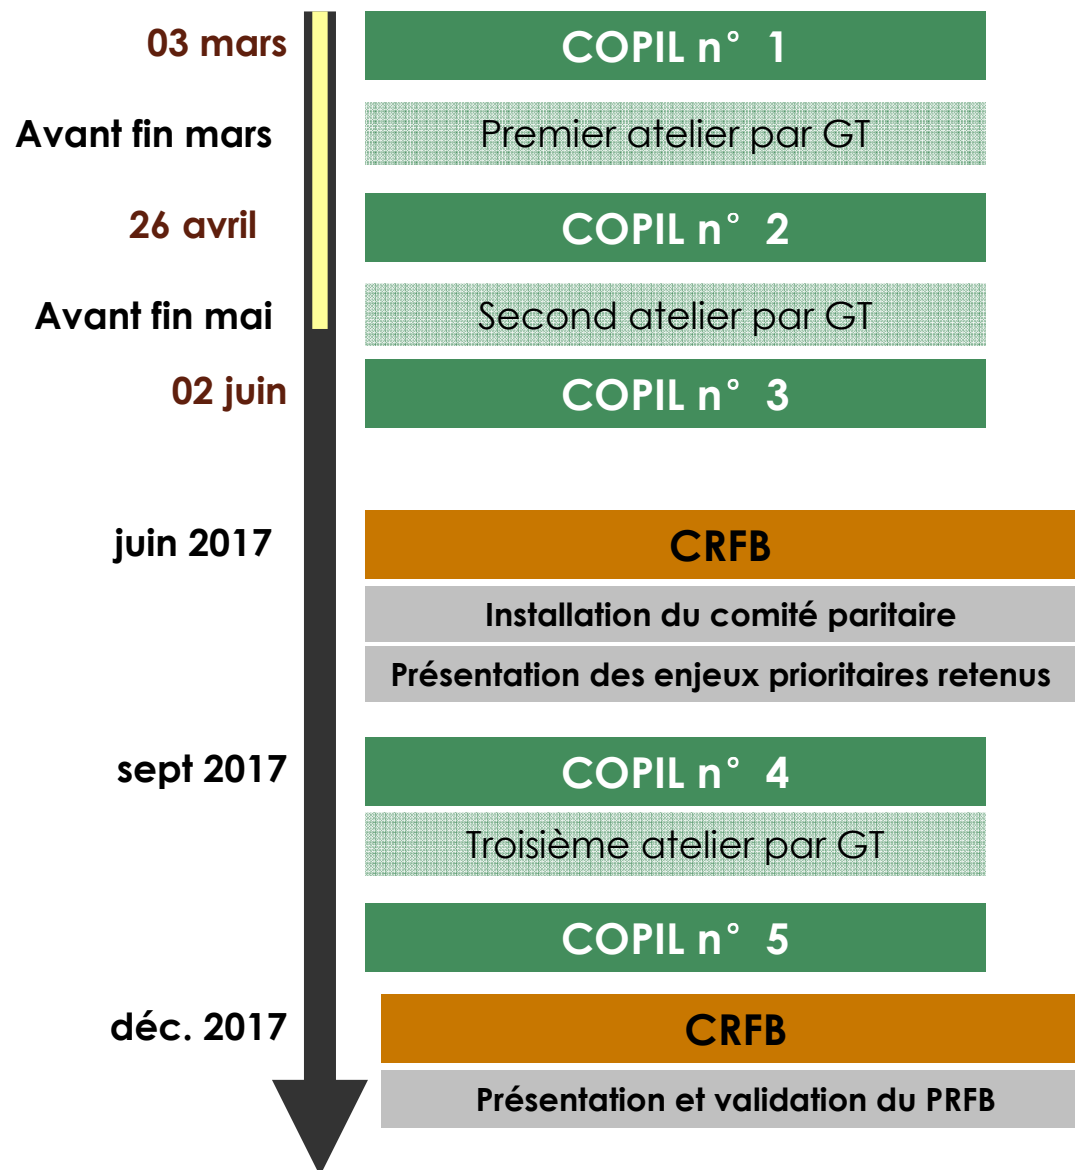 03 mars
COPIL n° 1
Avant fin mars
Premier atelier par GT
26 avril
COPIL n° 2
Avant fin mai
Second atelier par GT
02 juin
COPIL n° 3
juin 2017
CRFB
Installation du comité paritaire
Présentation des enjeux prioritaires retenus
sept 2017
COPIL n° 4
Troisième atelier par GT
COPIL n° 5
déc. 2017
CRFB
Présentation et validation du PRFB